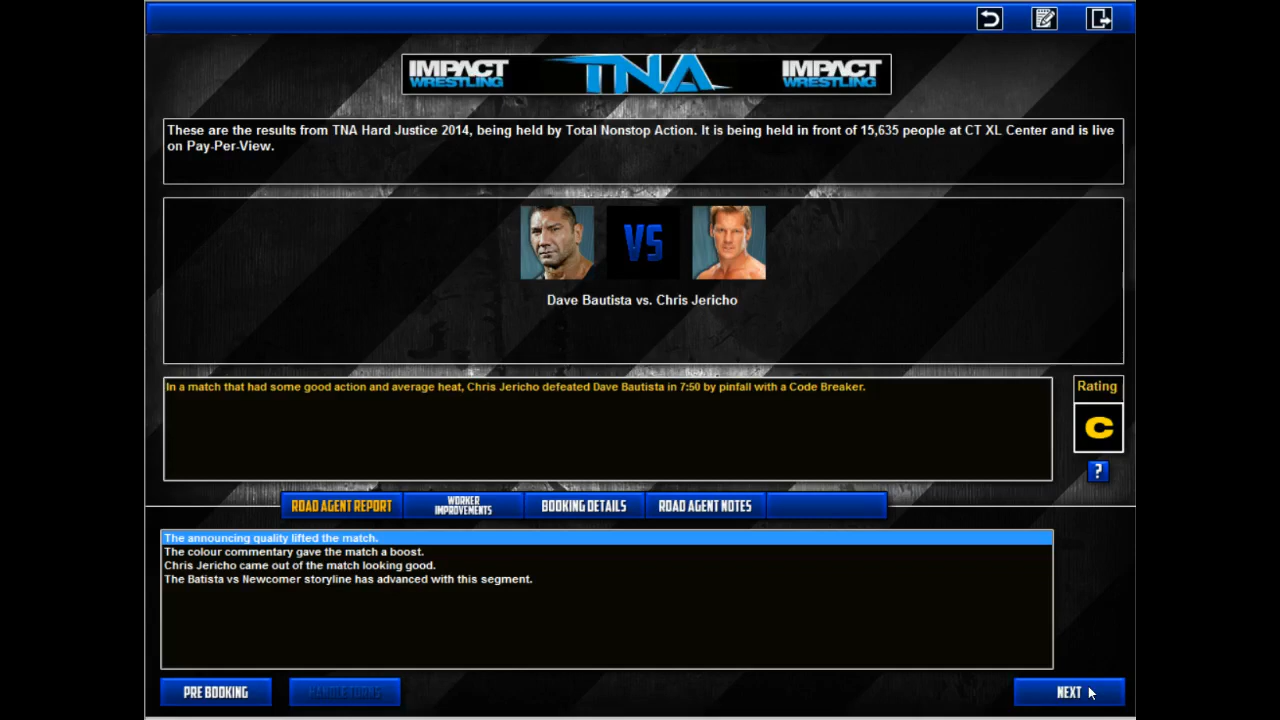 IMPACT WRESTLING TNA IMPACT WRESTLING
These are the results from TNA Hard Justice 2014, being held by Total Nonstop Action. It is being held in front of 15,635 people at CT XL Center and is live
on Pay-Per-View.
VS
Dave Bautista vs. Chris Jericho
In a match that had some good action and average heat, Chris Jericho defeated Dave Bautista in 7:50 by pinfall with a Code Breaker.
Rating
C
?
ROAD AGENT REPORT WORKER IMPROVEMENTS BOOKING DETAILS ROAD AGENT NOTES
The announcing quality lifted the match.
The colour commentary gave the match a boost.
Chris Jericho came out of the match looking good.
The Batista vs Newcomer storyline has advanced with this segment.
PRE BOOKING HANDLE TURNS NEXT